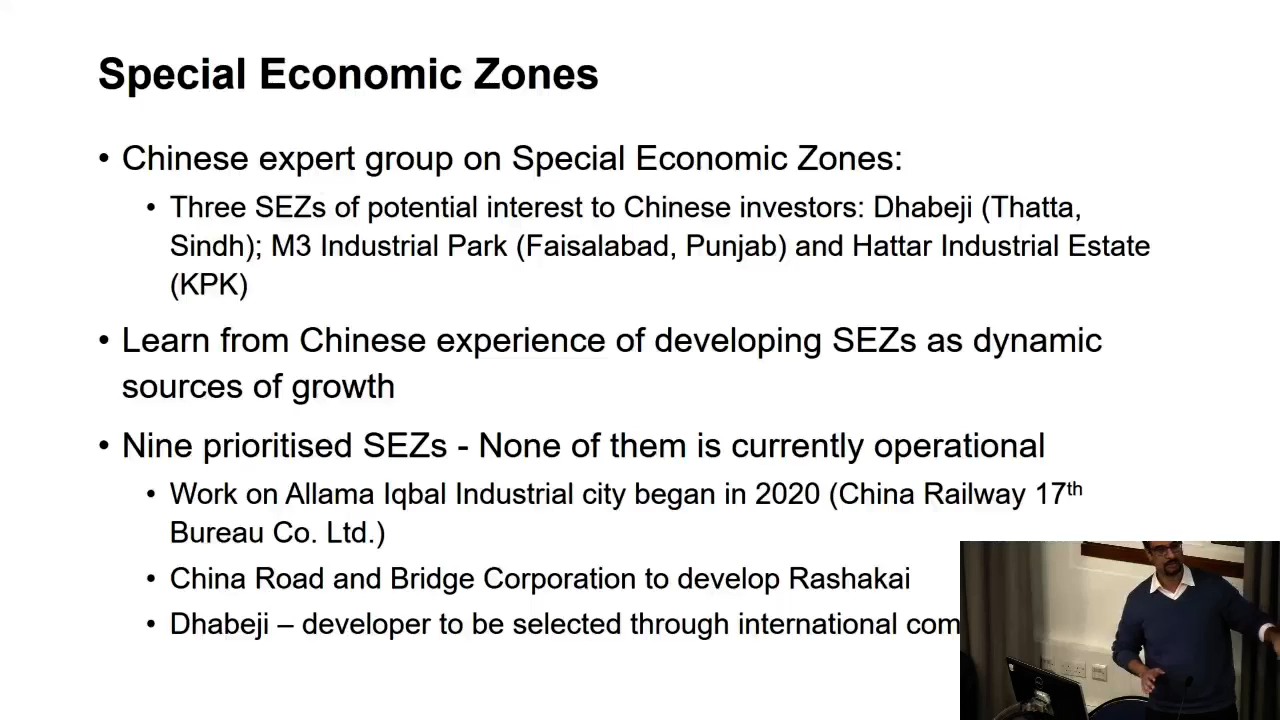 Special Economic Zones
• Chinese expert group on Special Economic Zones:
• Three SEZs of potential interest to Chinese investors: Dhabeji (Thatta,
Sindh); M3 Industrial Park (Faisalabad, Punjab) and Hattar Industrial Estate
(KPK)
• Learn from Chinese experience of developing SEZs as dynamic
sources of growth
• Nine prioritised SEZs - None of them is currently operational
• Work on Allama Iqbal Industrial city began in 2020 (China Railway 17th
Bureau Co. Ltd.)
• China Road and Bridge Corporation to develop Rashakai
• Dhabeji – developer to be selected through international com